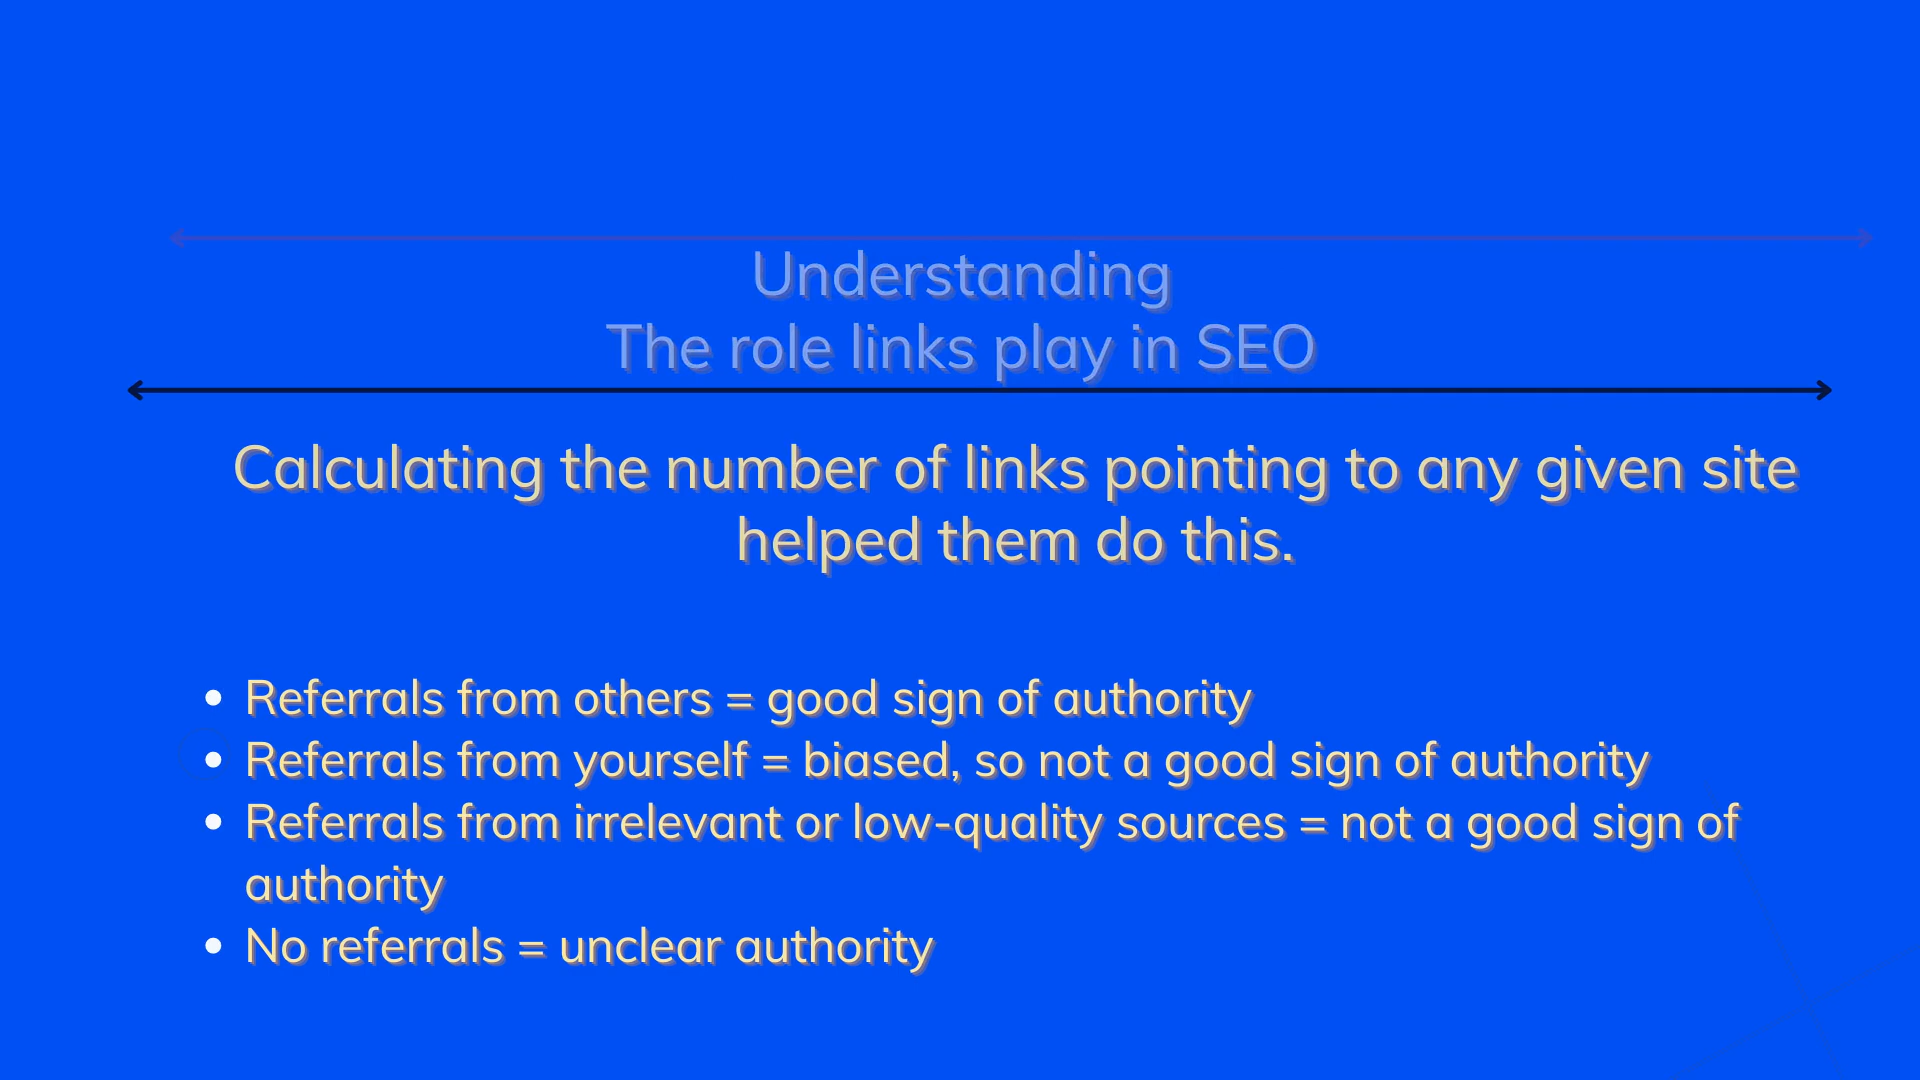 Understanding
The role links play in SEO
Calculating the number of links pointing to any given site
helped them do this.
• Referrals from others = good sign of authority
• Referrals from yourself = biased, so not a good sign of authority
• Referrals from irrelevant or low-quality sources = not a good sign of
authority
• No referrals = unclear authority